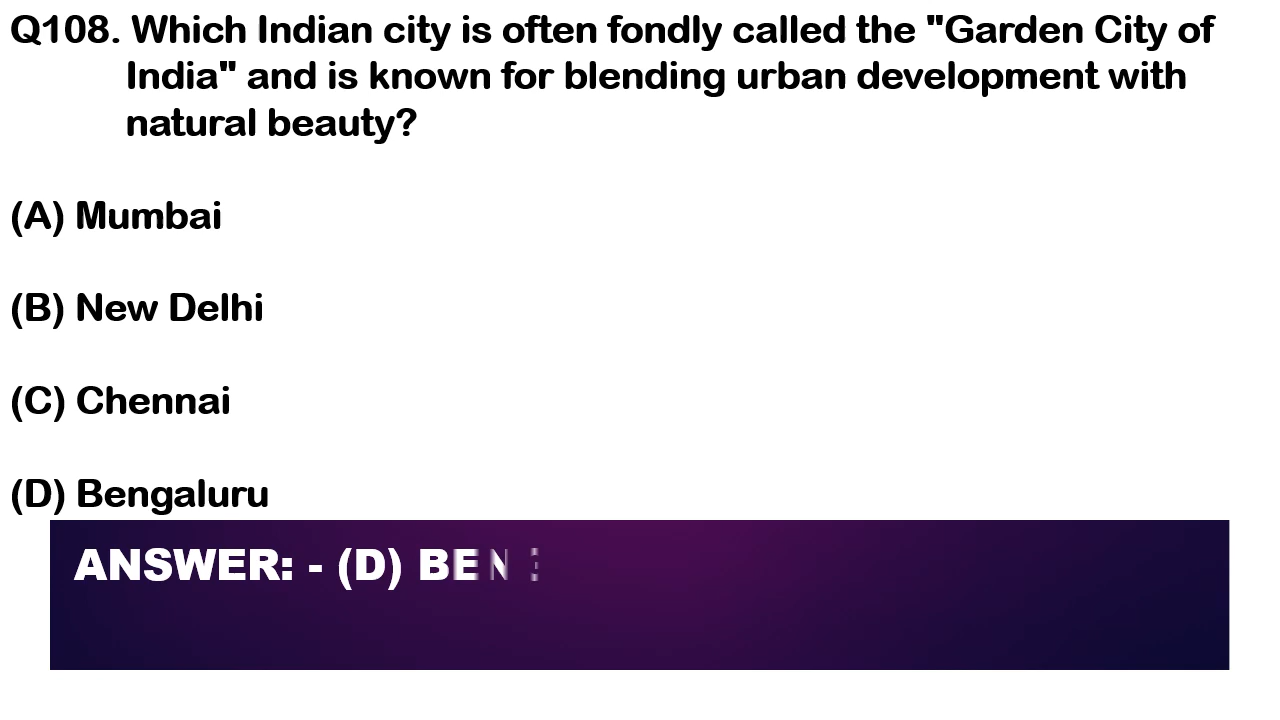 Q108. Which Indian city is often fondly called the "Garden City of
India" and is known for blending urban development with
natural beauty?
(A) Mumbai
(B) New Delhi
(C) Chennai
(D) Bengaluru
ANSWER: - (D) BEN